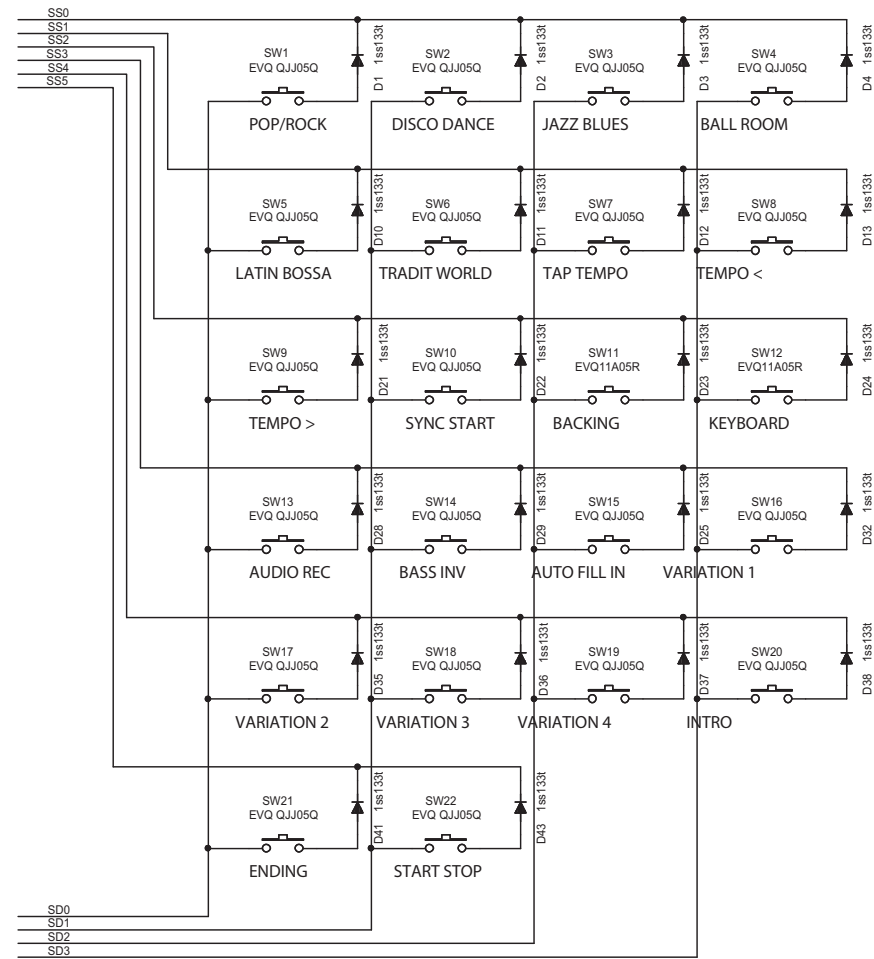 SS0
SS1
SS2
SS3
SS4
SS5
SW1
EVQ QJJ05Q
D1 1ss133t
POP/ROCK
SW2
EVQ QJJ05Q
D2 1ss133t
DISCO DANCE
SW3
EVQ QJJ05Q
D3 1ss133t
JAZZ BLUES
SW4
EVQ QJJ05Q
D4 1ss133t
BALL ROOM
SW5
EVQ QJJ05Q
D10 1ss133t
LATIN BOSSA
SW6
EVQ QJJ05Q
D11 1ss133t
TRADIT WORLD
SW7
EVQ QJJ05Q
D12 1ss133t
TAP TEMPO
SW8
EVQ QJJ05Q
D13 1ss133t
TEMPO <
SW9
EVQ QJJ05Q
D21 1ss133t
TEMPO >
SW10
EVQ QJJ05Q
D22 1ss133t
SYNC START
SW11
EVQ11A05R
D23 1ss133t
BACKING
SW12
EVQ11A05R
D24 1ss133t
KEYBOARD
SW13
EVQ QJJ05Q
D28 1ss133t
AUDIO REC
SW14
EVQ QJJ05Q
D29 1ss133t
BASS INV
SW15
EVQ QJJ05Q
D25 1ss133t
AUTO FILL IN
SW16
EVQ QJJ05Q
D32 1ss133t
VARIATION 1
SW17
EVQ QJJ05Q
D35 1ss133t
VARIATION 2
SW18
EVQ QJJ05Q
D36 1ss133t
VARIATION 3
SW19
EVQ QJJ05Q
D37 1ss133t
VARIATION 4
SW20
EVQ QJJ05Q
D38 1ss133t
INTRO
SW21
EVQ QJJ05Q
D41 1ss133t
ENDING
SW22
EVQ QJJ05Q
D43 1ss133t
START STOP
SD0
SD1
SD2
SD3